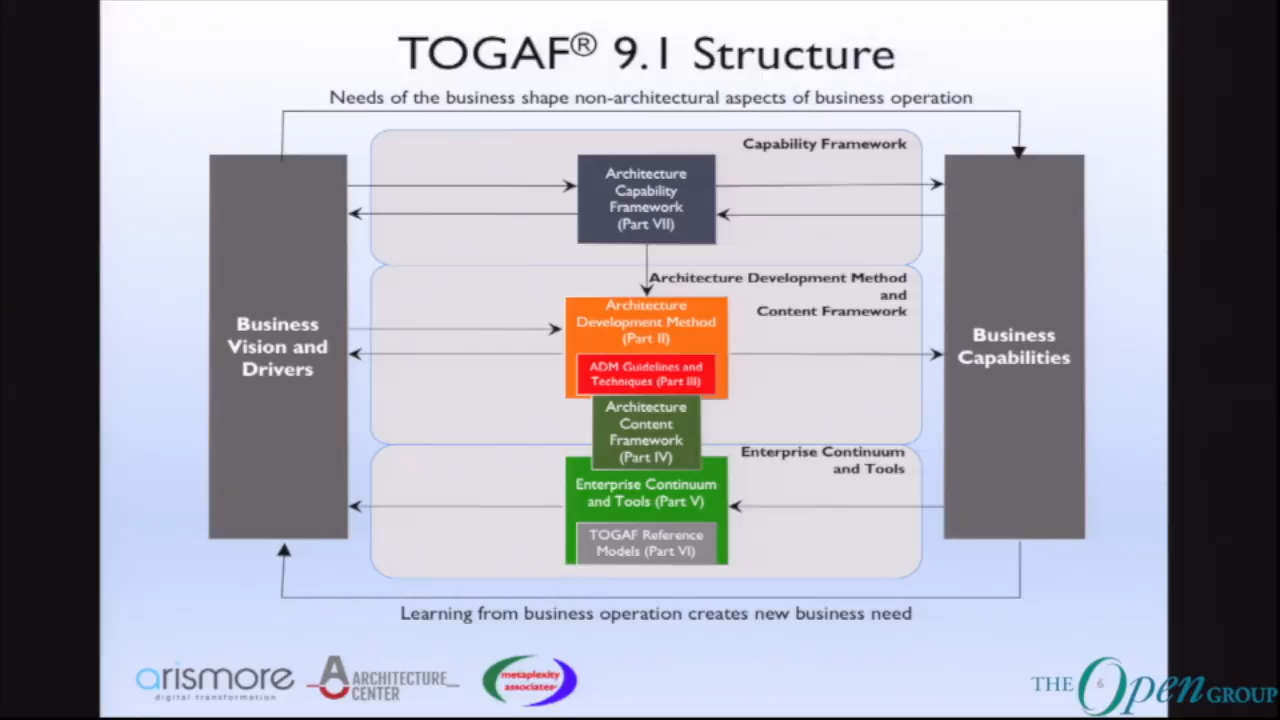 TOGAF® 9.1 Structure
Needs of the business shape non-architectural aspects of business operation
Capability Framework
Architecture
Capability
Framework
(Part VII)
Architecture Development Method
and
Content Framework
Architecture
Development Method
(Part II)
ADM Guidelines and
Techniques (Part III)
Architecture
Content
Framework
(Part IV)
Enterprise Continuum
and Tools
Enterprise Continuum
and Tools (Part V)
TOGAF Reference
Models (Part VI)
Business
Vision and
Drivers
Business
Capabilities
Learning from business operation creates new business need
arismore
digital transformation
ARCHITECTURE
CENTER
metaplexity
associates
THE Open GROUP
6